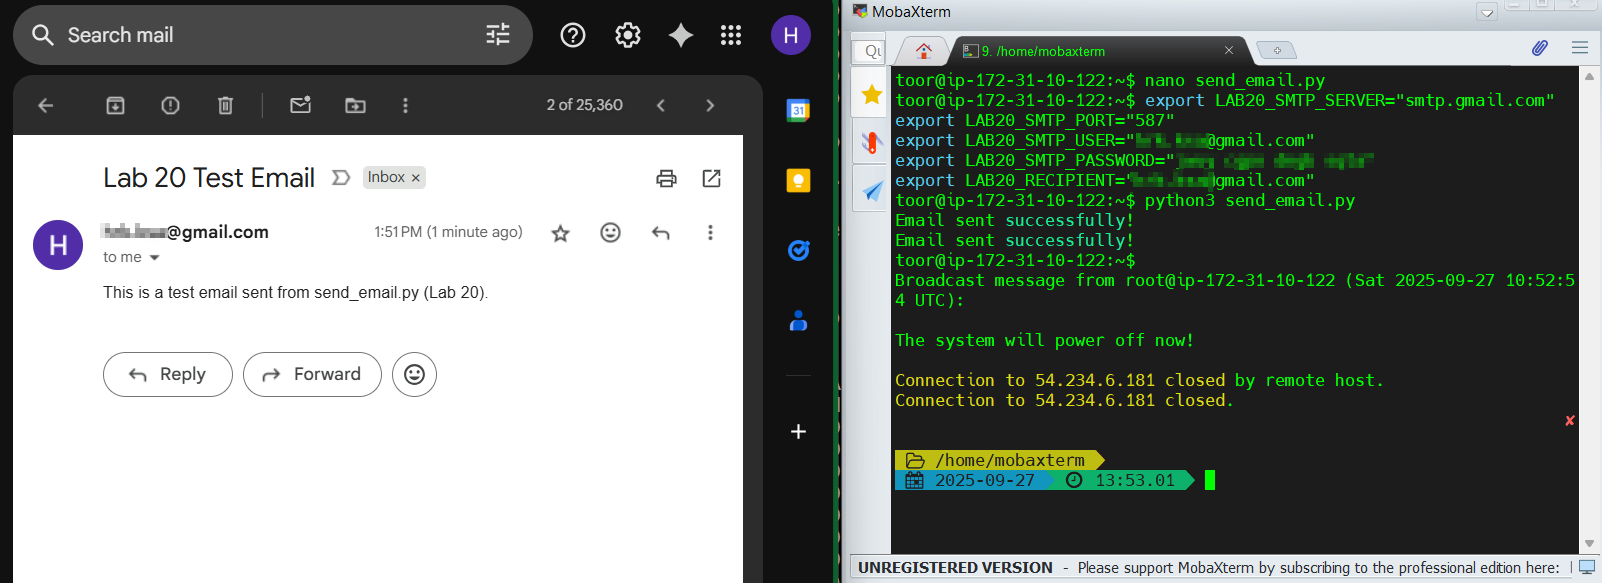 Search mail
H
2 of 25,360
31
Lab 20 Test Email
Inbox ×
H
@gmail.com
1:51 PM (1 minute ago)
to me
This is a test email sent from send_email.py (Lab 20).
Reply
Forward
MobaXterm
Qu
9. /home/mobaxterm
toor@ip-172-31-10-122:~$ nano send_email.py
toor@ip-172-31-10-122:~$ export LAB20_SMTP_SERVER="smtp.gmail.com"
export LAB20_SMTP_PORT="587"
export LAB20_SMTP_USER="@gmail.com"
export LAB20_SMTP_PASSWORD="
export LAB20_RECIPIENT="@gmail.com"
toor@ip-172-31-10-122:~$ python3 send_email.py
Email sent successfully!
Email sent successfully!
toor@ip-172-31-10-122:~$
Broadcast message from root@ip-172-31-10-122 (Sat 2025-09-27 10:52:5
4 UTC):
The system will power off now!
Connection to 54.234.6.181 closed by remote host.
Connection to 54.234.6.181 closed.
/home/mobaxterm
2025-09-27 13:53.01
UNREGISTERED VERSION - Please support MobaXterm by subscribing to the professional edition here: